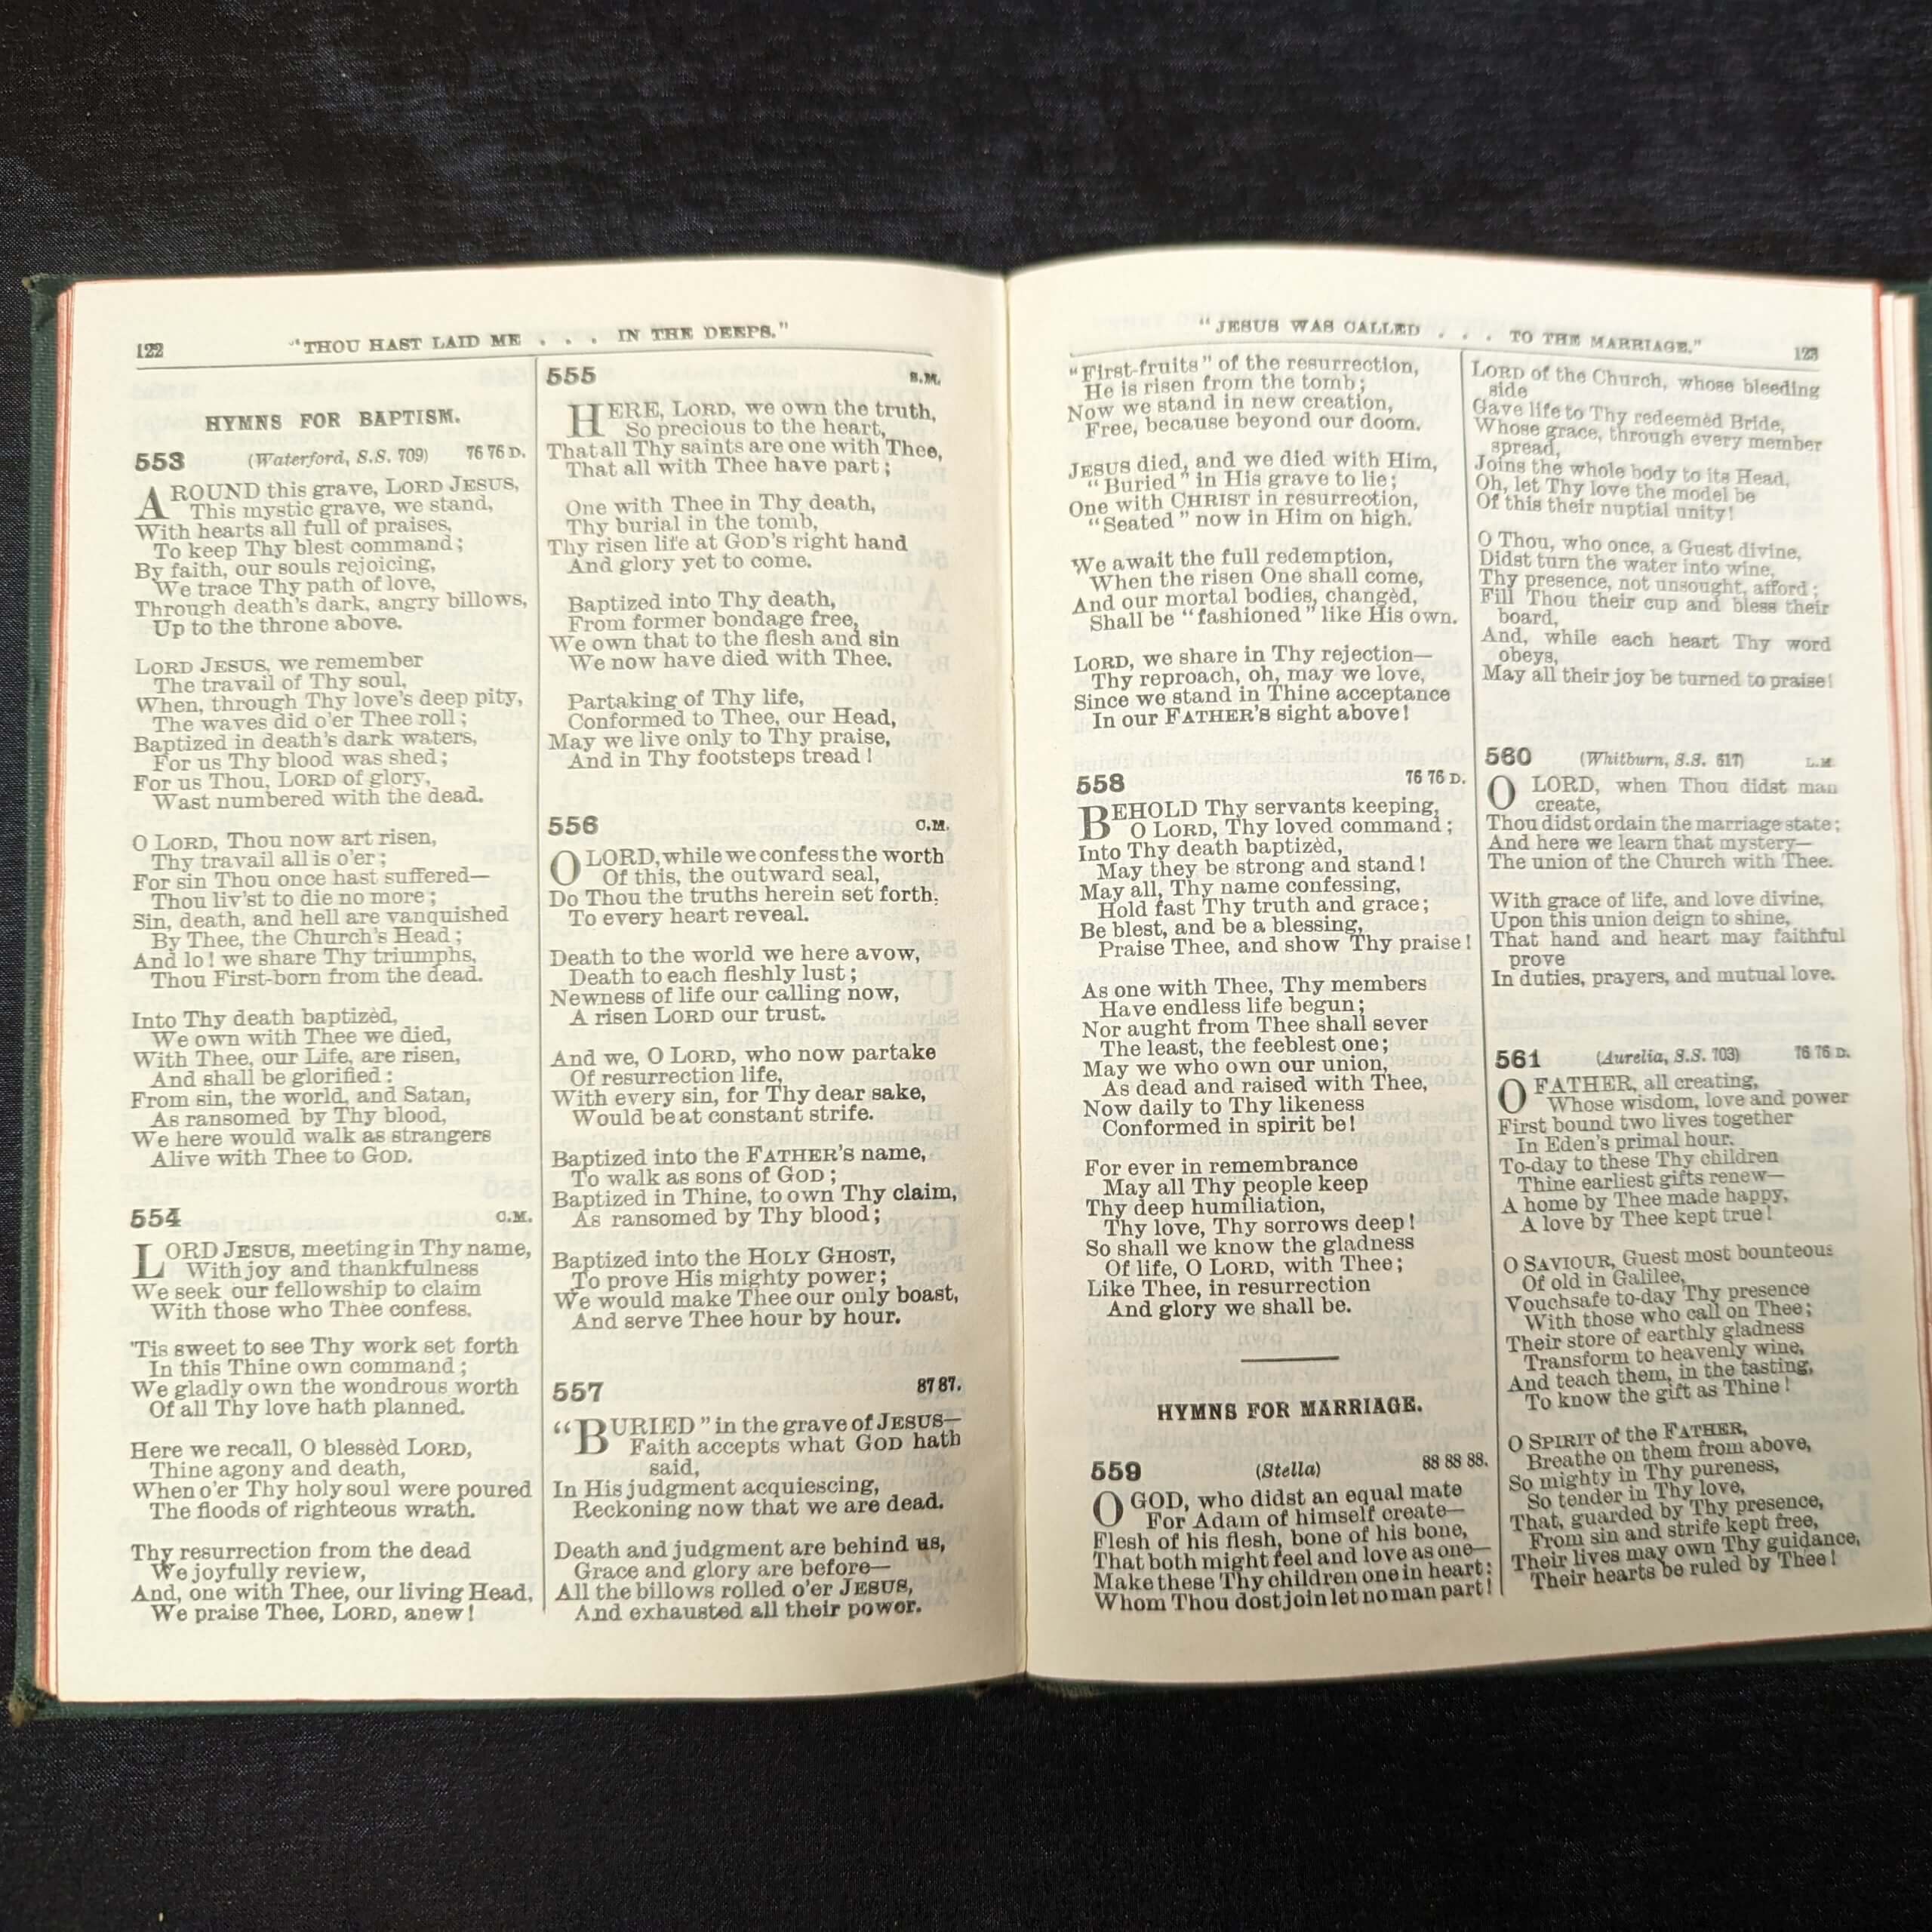 122 "THOU HAST LAID ME . . . IN THE DEEPS."
HYMNS FOR BAPTISM.
553 (Waterford, S.S. 709) 76 76 D.
AROUND this grave, LORD JESUS,
This mystic grave, we stand,
With hearts all full of praises,
To keep Thy blest command;
By faith, our souls rejoicing,
We trace Thy path of love,
Through death's dark, angry billows,
Up to the throne above.
LORD JESUS, we remember
The travail of Thy soul,
When, through Thy love's deep pity,
The waves did o'er Thee roll;
Baptized in death's dark waters,
For us Thy blood was shed;
For us Thou, LORD of glory,
Wast numbered with the dead.
O LORD, Thou now art risen,
Thy travail all is o'er;
For sin Thou once hast suffered—
Thou liv'st to die no more;
Sin, death, and hell are vanquished
By Thee, the Church's Head;
And lo! we share Thy triumphs,
Thou First-born from the dead.
Into Thy death baptizèd,
We own with Thee we died,
With Thee, our Life, are risen,
And shall be glorified:
From sin, the world, and Satan,
As ransomed by Thy blood,
We here would walk as strangers
Alive with Thee to GOD.
554 C.M.
LORD JESUS, meeting in Thy name,
With joy and thankfulness
We seek our fellowship to claim
With those who Thee confess.
'Tis sweet to see Thy work set forth
In this Thine own command;
We gladly own the wondrous worth
Of all Thy love hath planned.
Here we recall, O blessèd LORD,
Thine agony and death,
When o'er Thy holy soul were poured
The floods of righteous wrath.
Thy resurrection from the dead
We joyfully review,
And, one with Thee, our living Head,
We praise Thee, LORD, anew!
555 S.M.
HERE, LORD, we own the truth,
So precious to the heart,
That all Thy saints are one with Thee,
That all with Thee have part;
One with Thee in Thy death,
Thy burial in the tomb,
Thy risen life at GOD'S right hand
And glory yet to come.
Baptized into Thy death,
From former bondage free,
We own that to the flesh and sin
We now have died with Thee.
Partaking of Thy life,
Conformed to Thee, our Head,
May we live only to Thy praise,
And in Thy footsteps tread!
556 C.M.
O LORD, while we confess the worth
Of this, the outward seal,
Do Thou the truths herein set forth,
To every heart reveal.
Death to the world we here avow,
Death to each fleshly lust;
Newness of life our calling now,
A risen LORD our trust.
And we, O LORD, who now partake
Of resurrection life,
With every sin, for Thy dear sake,
Would be at constant strife.
Baptized into the FATHER'S name,
To walk as sons of GOD;
Baptized in Thine, to own Thy claim,
As ransomed by Thy blood;
Baptized into the HOLY GHOST,
To prove His mighty power;
We would make Thee our only boast,
And serve Thee hour by hour.
557 87 87.
"BURIED" in the grave of JESUS—
Faith accepts what GOD hath
said,
In His judgment acquiescing,
Reckoning now that we are dead.
Death and judgment are behind us,
Grace and glory are before—
All the billows rolled o'er JESUS,
And exhausted all their power.
"JESUS WAS CALLED . . . TO THE MARRIAGE." 123
"First-fruits" of the resurrection,
He is risen from the tomb;
Now we stand in new creation,
Free, because beyond our doom.
JESUS died, and we died with Him,
"Buried" in His grave to lie;
One with CHRIST in resurrection,
"Seated" now in Him on high.
We await the full redemption,
When the risen One shall come,
And our mortal bodies, changèd,
Shall be "fashioned" like His own.
LORD, we share in Thy rejection—
Thy reproach, oh, may we love,
Since we stand in Thine acceptance
In our FATHER'S sight above!
558 76 76 D.
BEHOLD Thy servants keeping,
O LORD, Thy loved command;
Into Thy death baptizèd,
May they be strong and stand!
May all, Thy name confessing,
Hold fast Thy truth and grace;
Be blest, and be a blessing,
Praise Thee, and show Thy praise!
As one with Thee, Thy members
Have endless life begun;
Nor aught from Thee shall sever
The least, the feeblest one;
May we who own our union,
As dead and raised with Thee,
Now daily to Thy likeness
Conformed in spirit be!
For ever in remembrance
May all Thy people keep
Thy deep humiliation,
Thy love, Thy sorrows deep!
So shall we know the gladness
Of life, O LORD, with Thee;
Like Thee, in resurrection
And glory we shall be.
HYMNS FOR MARRIAGE.
559 (Stella) 88 88 88.
O GOD, who didst an equal mate
For Adam of himself create—
Flesh of his flesh, bone of his bone,
That both might feel and love as one—
Make these Thy children one in heart;
Whom Thou dost join let no man part!
LORD of the Church, whose bleeding
side
Gave life to Thy redeemèd Bride,
Whose grace, through every member
spread,
Joins the whole body to its Head,
Oh, let Thy love the model be
Of this their nuptial unity!
O Thou, who once, a Guest divine,
Didst turn the water into wine,
Thy presence, not unsought, afford;
Fill Thou their cup and bless their
board,
And, while each heart Thy word
obeys,
May all their joy be turned to praise!
560 (Whitburn, S.S. 617) L.M.
O LORD, when Thou didst man
create,
Thou didst ordain the marriage state;
And here we learn that mystery—
The union of the Church with Thee.
With grace of life, and love divine,
Upon this union deign to shine,
That hand and heart may faithful
prove
In duties, prayers, and mutual love.
561 (Aurelia, S.S. 703) 76 76 D.
O FATHER, all creating,
Whose wisdom, love and power
First bound two lives together
In Eden's primal hour.
To-day to these Thy children
Thine earliest gifts renew—
A home by Thee made happy,
A love by Thee kept true!
O SAVIOUR, Guest most bounteous
Of old in Galilee,
Vouchsafe to-day Thy presence
With those who call on Thee;
Their store of earthly gladness
Transform to heavenly wine,
And teach them, in the tasting,
To know the gift as Thine!
O SPIRIT of the FATHER,
Breathe on them from above,
So mighty in Thy pureness,
So tender in Thy love,
That, guarded by Thy presence,
From sin and strife kept free,
Their lives may own Thy guidance,
Their hearts be ruled by Thee!